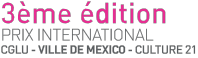 3ème édition
PRIX INTERNATIONAL
CGLU - VILLE DE MEXICO - CULTURE 21